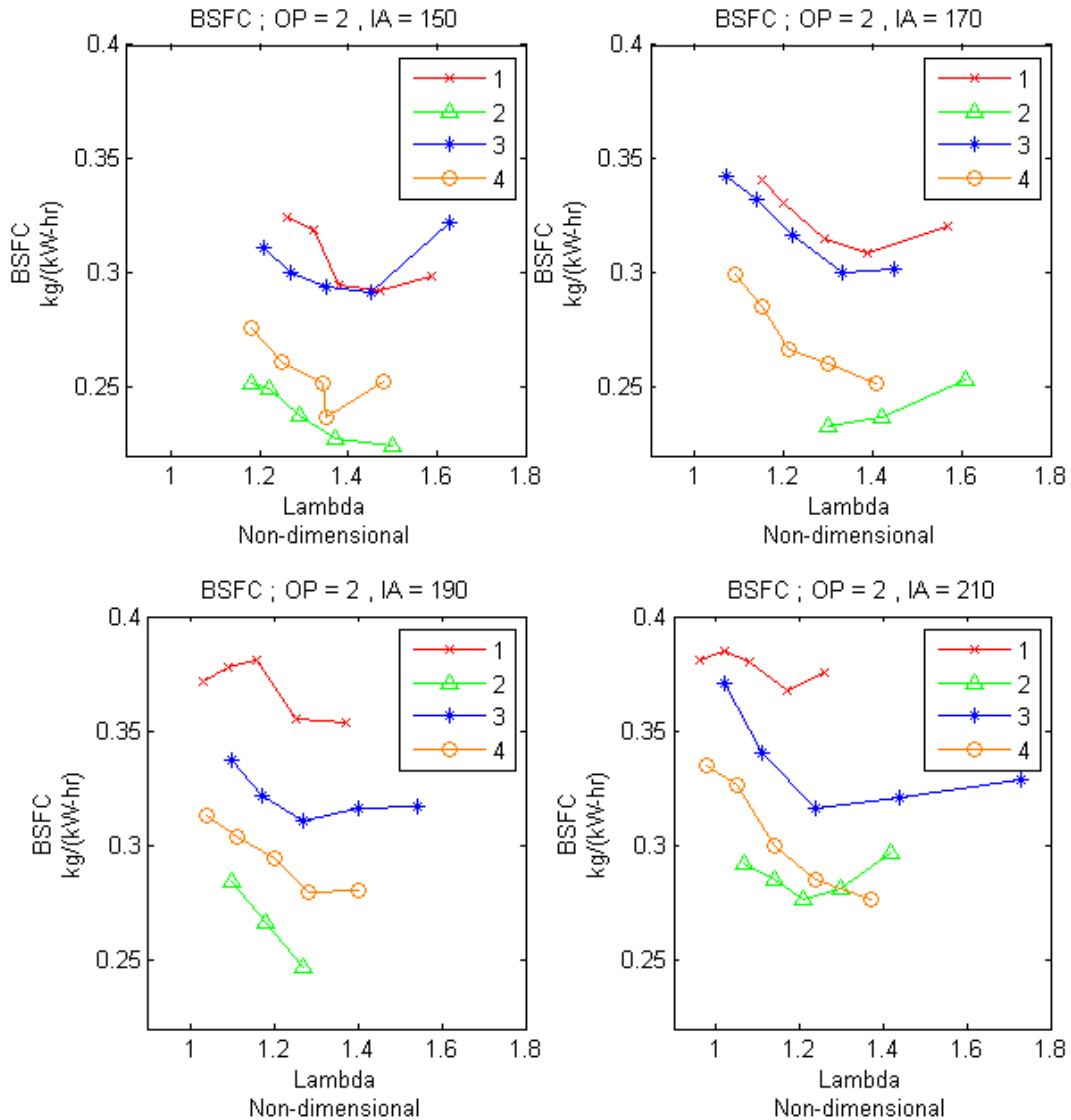 BSFC ; OP = 2 , IA = 150
BSFC ; OP = 2 , IA = 170
0.4
0.35
0.3
0.25
BSFC
kg/(kW-hr)
1
2
3
4
1 1.2 1.4 1.6 1.8
Lambda
Non-dimensional
0.4
0.35
0.3
0.25
BSFC
kg/(kW-hr)
1
2
3
4
1 1.2 1.4 1.6 1.8
Lambda
Non-dimensional
BSFC ; OP = 2 , IA = 190
BSFC ; OP = 2 , IA = 210
0.4
0.35
0.3
0.25
BSFC
kg/(kW-hr)
1
2
3
4
1 1.2 1.4 1.6 1.8
Lambda
Non-dimensional
0.4
0.35
0.3
0.25
BSFC
kg/(kW-hr)
1
2
3
4
1 1.2 1.4 1.6 1.8
Lambda
Non-dimensional